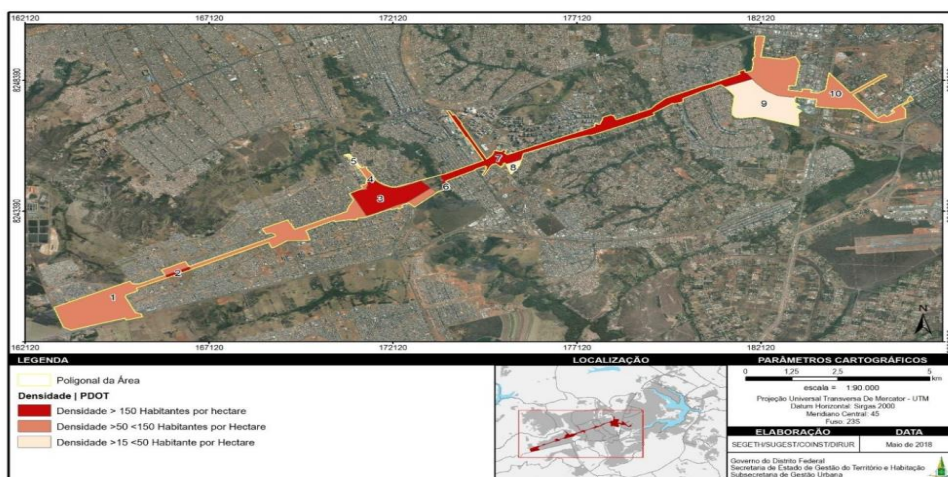 162120 167120 172120 177120 182120
8248390
8243390
8248390
8243390
1
2
3
4
5
6
7
8
9
10
N
162120 167120 172120 177120 182120
LEGENDA
Poligonal da Área
Densidade | PDOT
Densidade > 150 Habitantes por hectare
Densidade >50 <150 Habitantes por Hectare
Densidade >15 <50 Habitante por Hectare
LOCALIZAÇÃO
PARÂMETROS CARTOGRÁFICOS
0 1,25 2,5 5
km
escala = 1:90.000
Projeção Universal Transversa De Mercator - UTM
Datum Horizontal: Sirgas 2000
Meridiano Central: 45
Fuso: 23S
ELABORAÇÃO DATA
SEGETH/SUGEST/COINST/DIRUR Maio de 2018
Governo do Distrito Federal
Secretaria de Estado de Gestão do Território e Habitação
Subsecretaria de Gestão Urbana